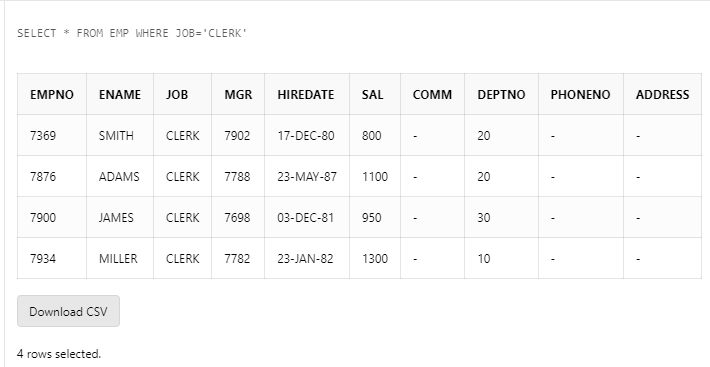 SELECT * FROM EMP WHERE JOB='CLERK'
EMPNO ENAME JOB MGR HIREDATE SAL COMM DEPTNO PHONENO ADDRESS
7369 SMITH CLERK 7902 17-DEC-80 800 - 20 - -
7876 ADAMS CLERK 7788 23-MAY-87 1100 - 20 - -
7900 JAMES CLERK 7698 03-DEC-81 950 - 30 - -
7934 MILLER CLERK 7782 23-JAN-82 1300 - 10 - -
Download CSV
4 rows selected.